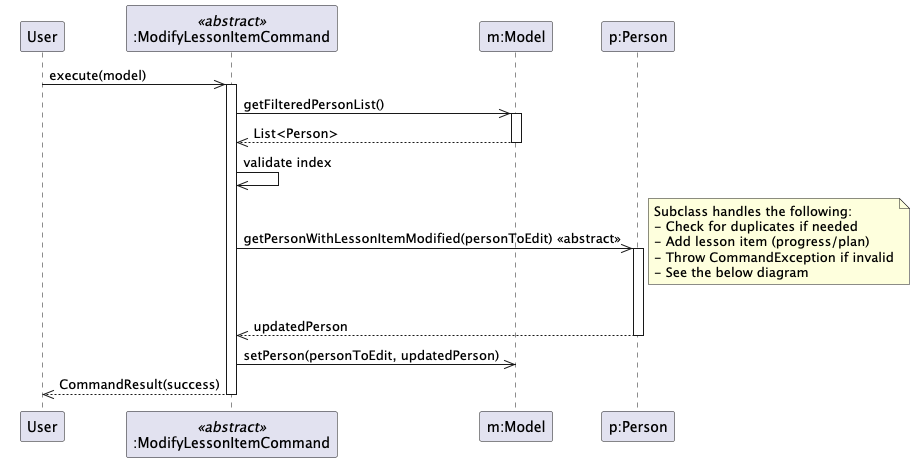 User
«abstract»
:ModifyLessonItemCommand
m:Model
p:Person
execute(model)
getFilteredPersonList()
List<Person>
validate index
Subclass handles the following:
- Check for duplicates if needed
- Add lesson item (progress/plan)
- Throw CommandException if invalid
- See the below diagram
getPersonWithLessonItemModified(personToEdit) «abstract»
updatedPerson
setPerson(personToEdit, updatedPerson)
CommandResult(success)
User
«abstract»
:ModifyLessonItemCommand
m:Model
p:Person